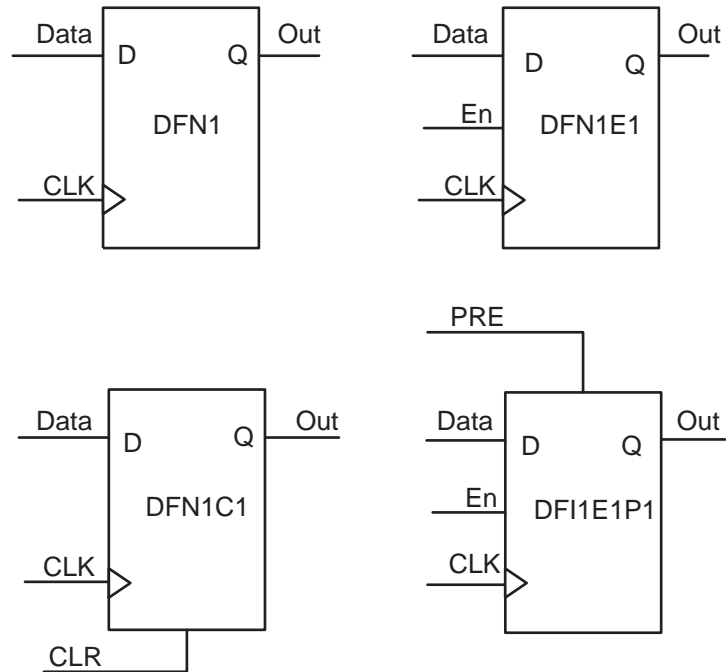 Data
D
Q
Out
DFN1
CLK
Data
D
Q
Out
En
DFN1E1
CLK
Data
D
Q
Out
DFN1C1
CLK
CLR
PRE
Data
D
Q
Out
En
DFI1E1P1
CLK